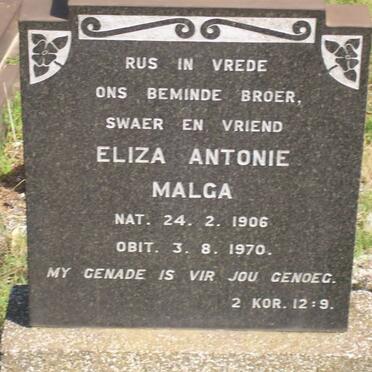 RUS IN VREDE
ONS BEMINDE BROER,
SWAER EN VRIEND
ELIZA ANTONIE
MALGA
NAT. 24. 2. 1906
OBIT. 3. 8. 1970.
MY GENADE IS VIR JOU GENOEG.
2 KOR. 12:9.